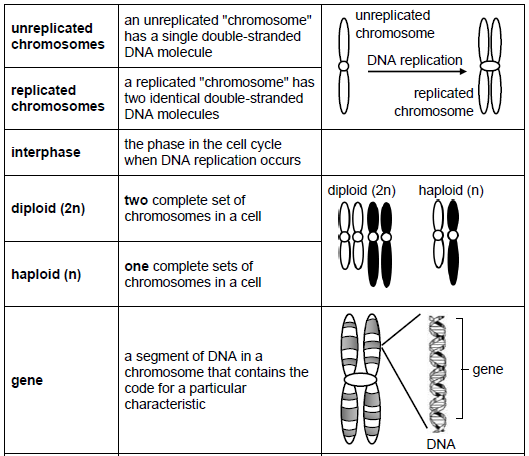 unreplicated
chromosomes
an unreplicated "chromosome"
has a single double-stranded
DNA molecule
unreplicated
chromosome
DNA replication
replicated
chromosome
replicated
chromosomes
a replicated "chromosome" has
two identical double-stranded
DNA molecules
interphase
the phase in the cell cycle
when DNA replication occurs
diploid (2n)
two complete set of
chromosomes in a cell
diploid (2n)
haploid (n)
haploid (n)
one complete sets of
chromosomes in a cell
gene
a segment of DNA in a
chromosome that contains the
code for a particular
characteristic
gene
DNA